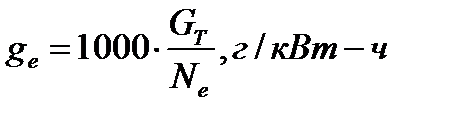 g_e = 1000 · G_T / N_e , г / кВт − ч